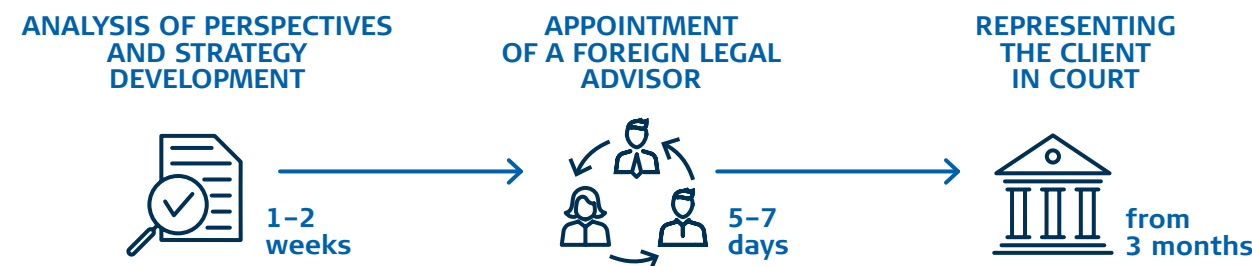 ANALYSIS OF PERSPECTIVES
AND STRATEGY
DEVELOPMENT
1–2
weeks
APPOINTMENT
OF A FOREIGN LEGAL
ADVISOR
5–7
days
REPRESENTING
THE CLIENT
IN COURT
from
3 months